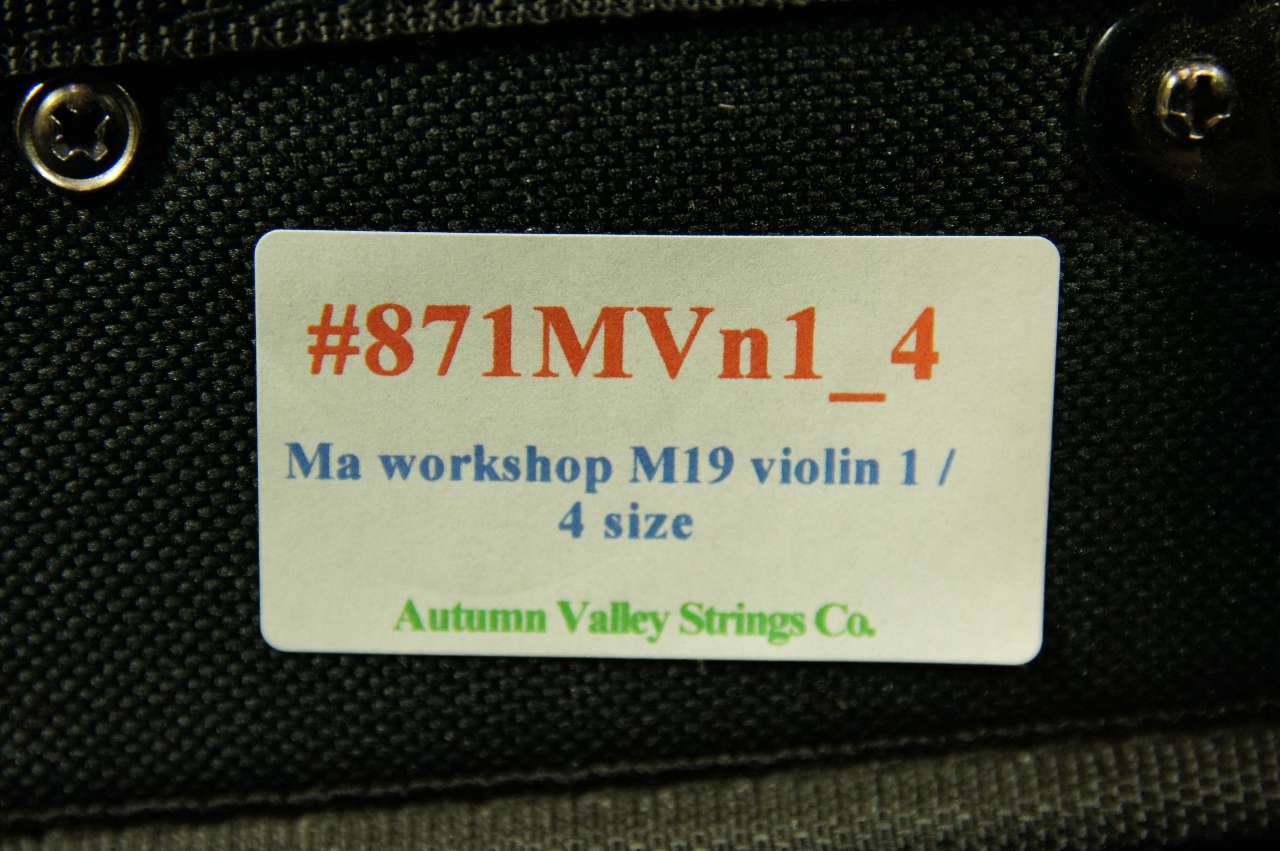 #871MVn1_4
Ma workshop M19 violin 1 /
4 size
Autumn Valley Strings Co.